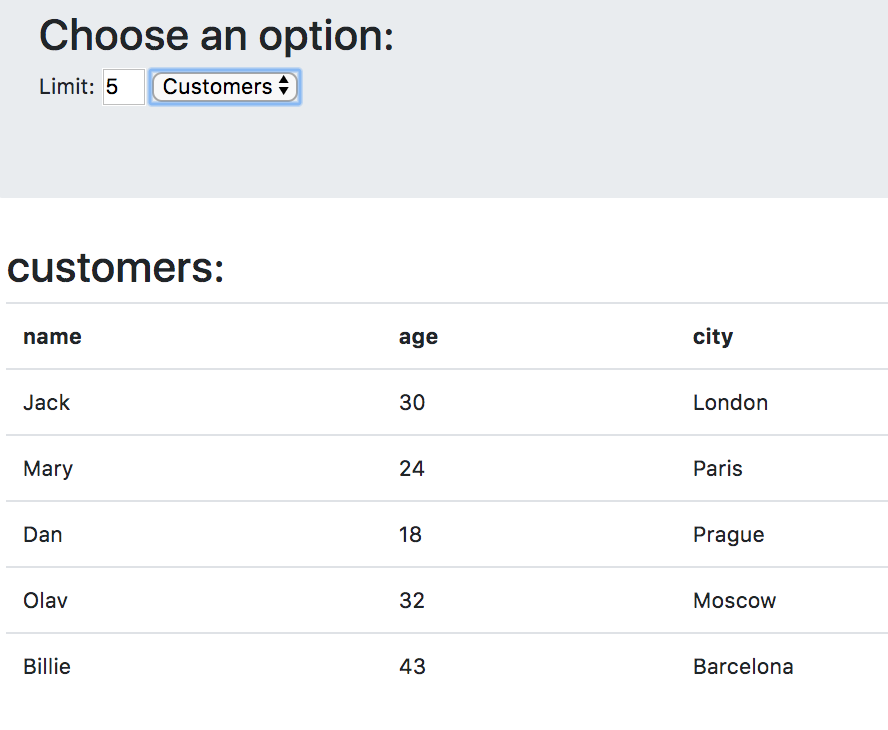 Choose an option:
Limit: 5 Customers
customers:
name age city
Jack 30 London
Mary 24 Paris
Dan 18 Prague
Olav 32 Moscow
Billie 43 Barcelona